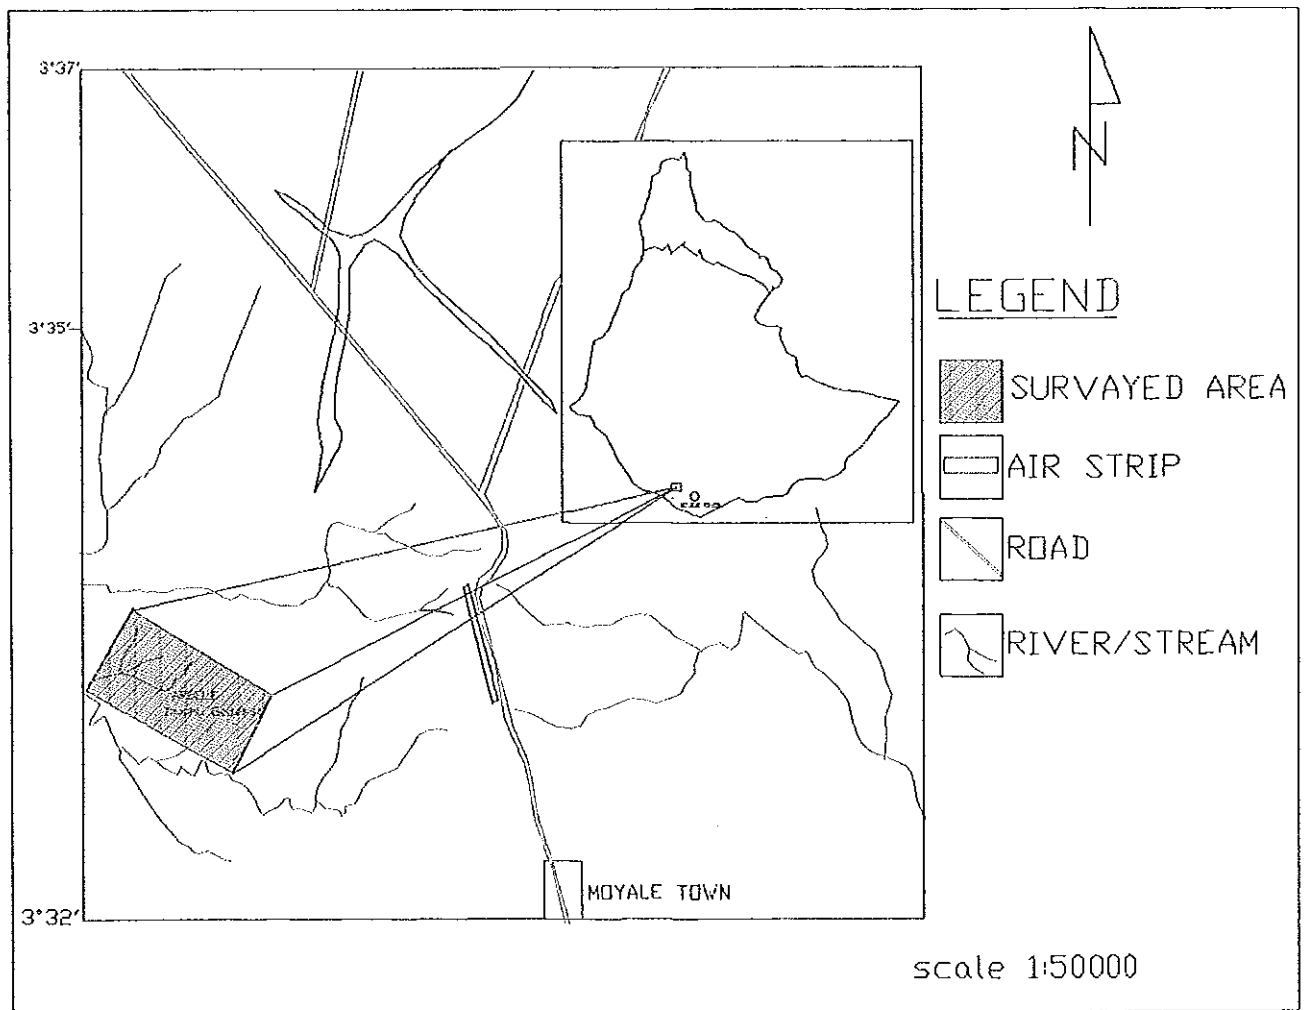 3°37'
N
3°35'
LEGEND
SURVAYED AREA
AIR STRIP
ROAD
RIVER/STREAM
MOYALE TOWN
3°32'
scale 1:50000